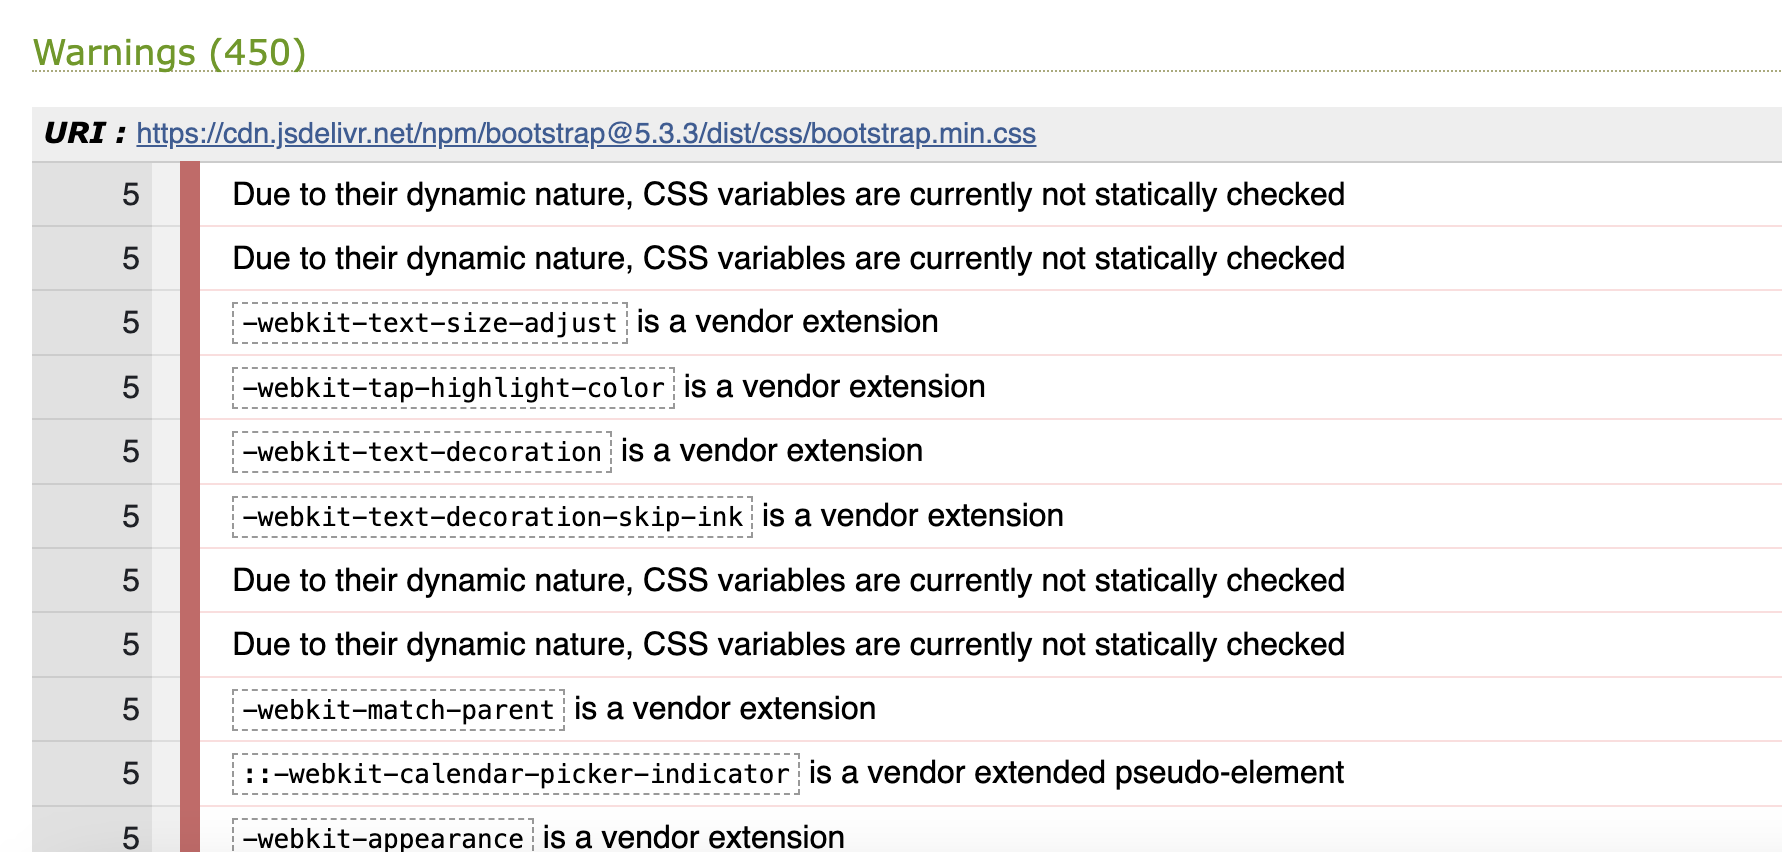 Warnings (450)
URI : https://cdn.jsdelivr.net/npm/bootstrap@5.3.3/dist/css/bootstrap.min.css
5 Due to their dynamic nature, CSS variables are currently not statically checked
5 Due to their dynamic nature, CSS variables are currently not statically checked
5 -webkit-text-size-adjust is a vendor extension
5 -webkit-tap-highlight-color is a vendor extension
5 -webkit-text-decoration is a vendor extension
5 -webkit-text-decoration-skip-ink is a vendor extension
5 Due to their dynamic nature, CSS variables are currently not statically checked
5 Due to their dynamic nature, CSS variables are currently not statically checked
5 -webkit-match-parent is a vendor extension
5 ::-webkit-calendar-picker-indicator is a vendor extended pseudo-element
5 -webkit-appearance is a vendor extension